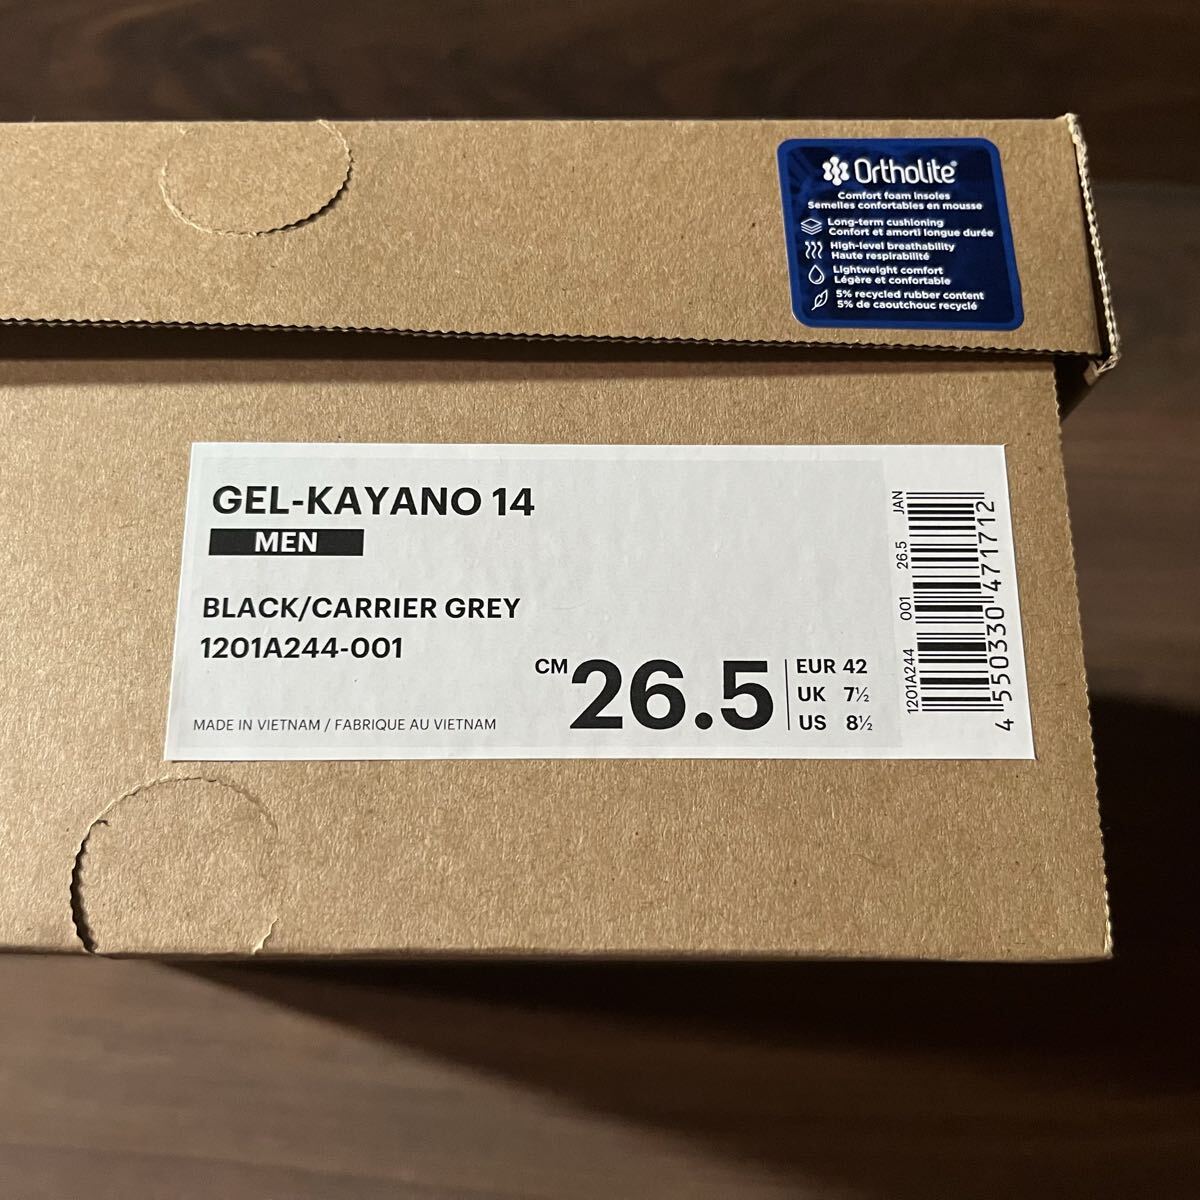 Ortholite®
Comfort foam insoles
Semelles confortables en mousse
Long-term cushioning
Confort et amorti longue durée
High-level breathability
Haute respirabilité
Lightweight comfort
Légère et confortable
5% recycled rubber content
5% de caoutchouc recyclé
GEL-KAYANO 14
MEN
BLACK/CARRIER GREY
1201A244-001
MADE IN VIETNAM / FABRIQUE AU VIETNAM
CM 26.5
EUR 42
UK 7½
US 8½
1201A244 001 26.5 JAN
4 550330 471712